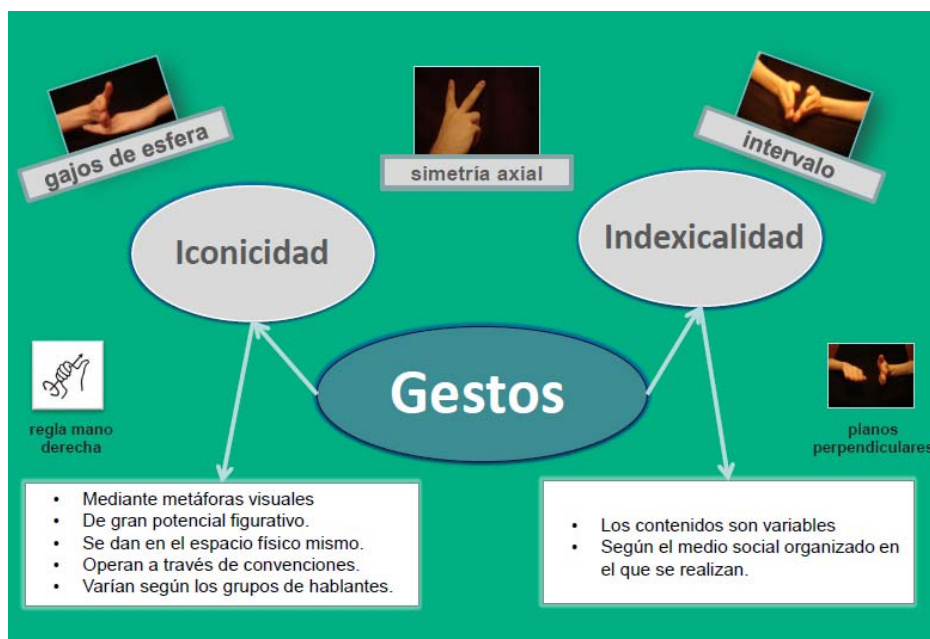 gajos de esfera
simetría axial
intervalo
Iconicidad
Indexicalidad
Gestos
regla mano
derecha
planos
perpendiculares
• Mediante metáforas visuales
• De gran potencial figurativo.
• Se dan en el espacio físico mismo.
• Operan a través de convenciones.
• Varían según los grupos de hablantes.
• Los contenidos son variables
• Según el medio social organizado en
el que se realizan.